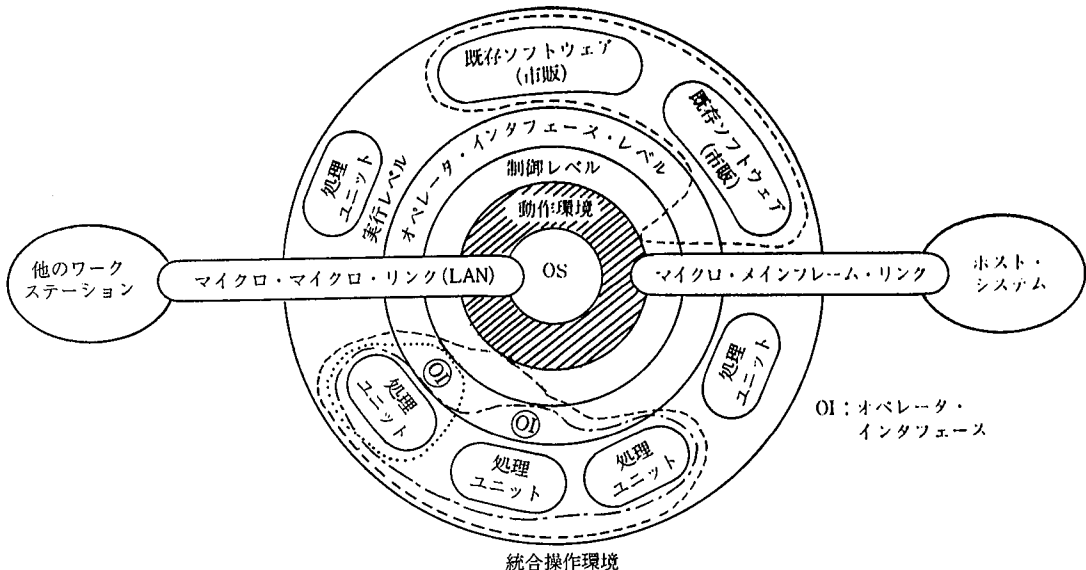 既存ソフトウェア
(市販)
既存ソフトウェア
(市販)
処理
ユニット
実行レベル
オペレータ・インタフェース・レベル
制御レベル
動作環境
OS
他のワーク
ステーション
マイクロ・マイクロ・リンク(LAN)
マイクロ・メインフレーム・リンク
ホスト・
システム
OI
処理
ユニット
OI
処理
ユニット
処理
ユニット
処理
ユニット
OI：オペレータ・
インタフェース
統合操作環境